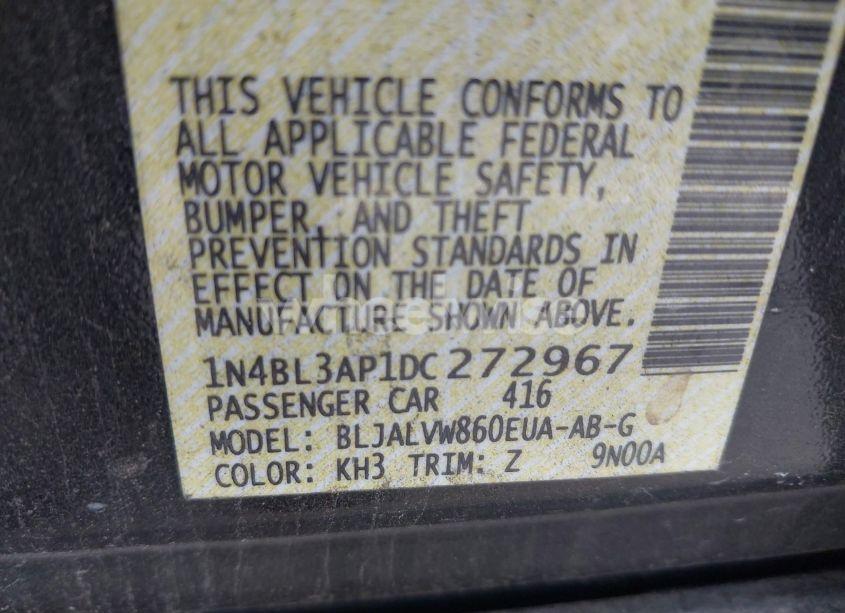 THIS VEHICLE CONFORMS TO
ALL APPLICABLE FEDERAL
MOTOR VEHICLE SAFETY,
BUMPER, AND THEFT
PREVENTION STANDARDS IN
EFFECT ON THE DATE OF
MANUFACTURE SHOWN ABOVE.
1N4BL3AP1DC272967
PASSENGER CAR 416
MODEL: BLJALVW860EUA-AB-G
COLOR: KH3 TRIM: Z 9N00A